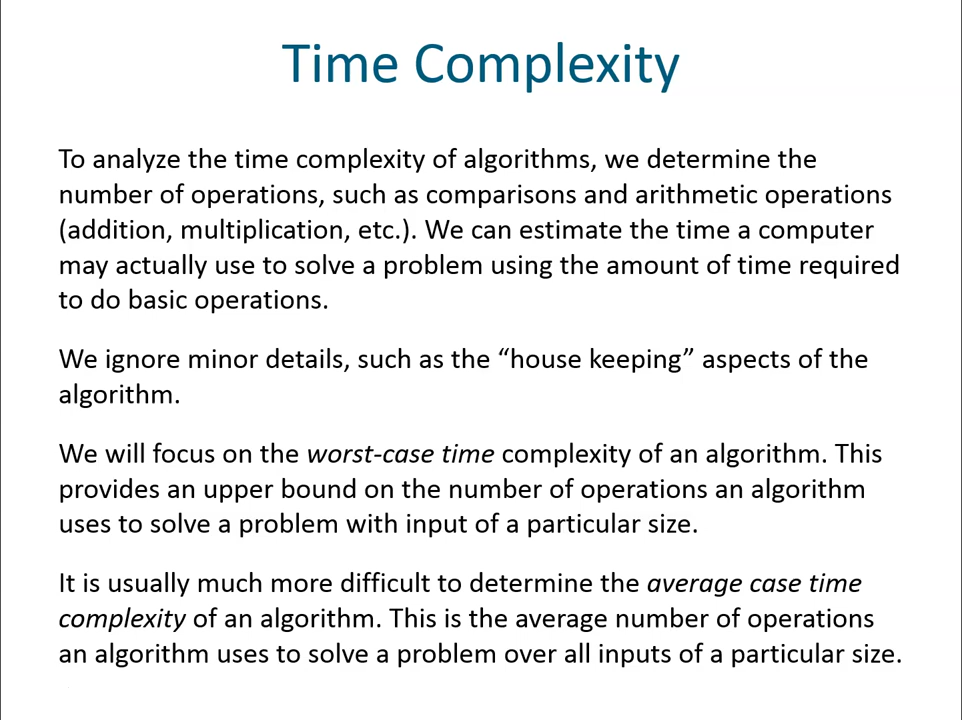 Time Complexity
To analyze the time complexity of algorithms, we determine the
number of operations, such as comparisons and arithmetic operations
(addition, multiplication, etc.). We can estimate the time a computer
may actually use to solve a problem using the amount of time required
to do basic operations.
We ignore minor details, such as the “house keeping” aspects of the
algorithm.
We will focus on the worst-case time complexity of an algorithm. This
provides an upper bound on the number of operations an algorithm
uses to solve a problem with input of a particular size.
It is usually much more difficult to determine the average case time
complexity of an algorithm. This is the average number of operations
an algorithm uses to solve a problem over all inputs of a particular size.